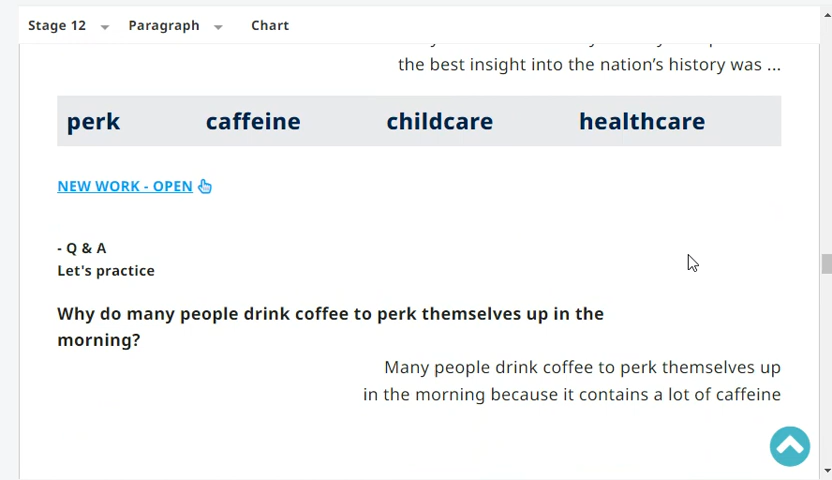 Stage 12 Paragraph Chart
the best insight into the nation's history was ...
perk caffeine childcare healthcare
NEW WORK - OPEN
- Q & A
Let's practice
Why do many people drink coffee to perk themselves up in the
morning?
Many people drink coffee to perk themselves up
in the morning because it contains a lot of caffeine